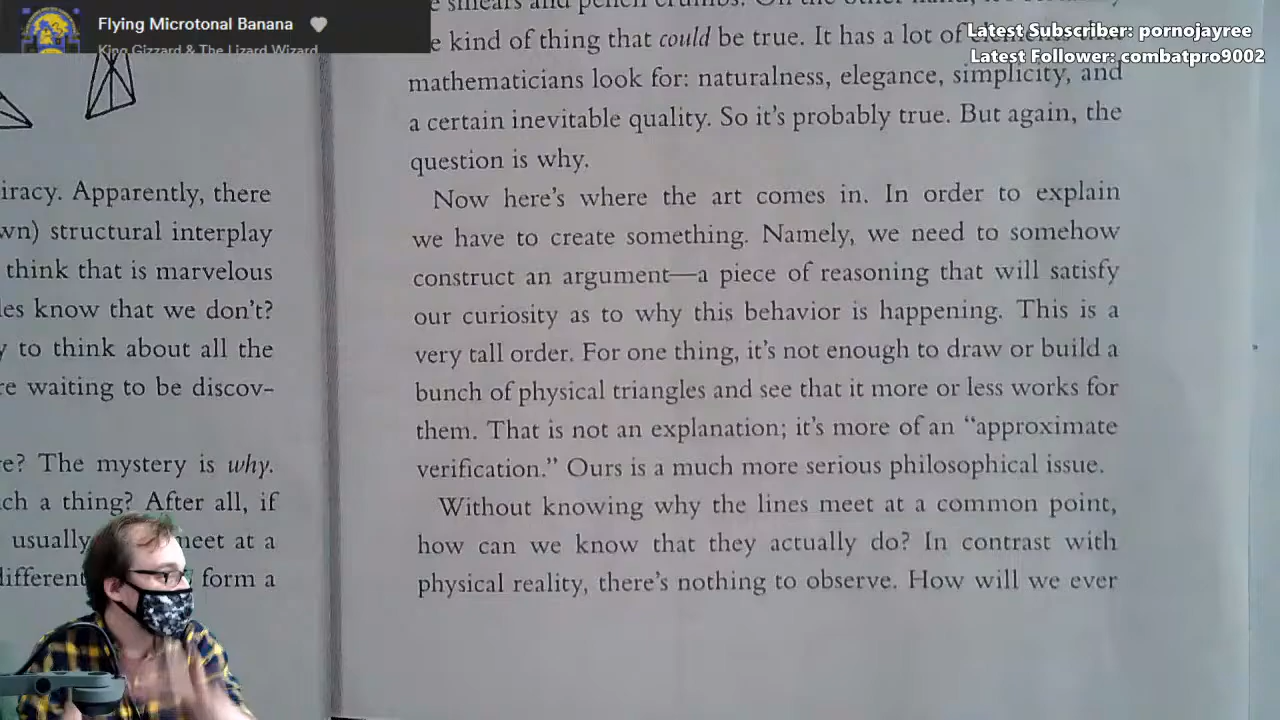 Flying Microtonal Banana
King Gizzard & The Lizard Wizard
Latest Subscriber: pornojayree
Latest Follower: combatpro9002
iracy. Apparently, there
wn) structural interplay
think that is marvelous
les know that we don't?
y to think about all the
re waiting to be discov-
e? The mystery is why.
ch a thing? After all, if
usually meet at a
different form a
e smears and pencil crumbs. On the other hand,
e kind of thing that could be true. It has a lot of
mathematicians look for: naturalness, elegance, simplicity, and
a certain inevitable quality. So it's probably true. But again, the
question is why.
Now here's where the art comes in. In order to explain
we have to create something. Namely, we need to somehow
construct an argument—a piece of reasoning that will satisfy
our curiosity as to why this behavior is happening. This is a
very tall order. For one thing, it's not enough to draw or build a
bunch of physical triangles and see that it more or less works for
them. That is not an explanation; it's more of an “approximate
verification.” Ours is a much more serious philosophical issue.
Without knowing why the lines meet at a common point,
how can we know that they actually do? In contrast with
physical reality, there's nothing to observe. How will we ever